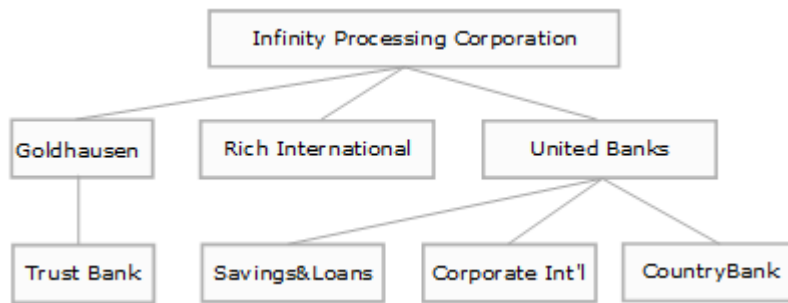 Infinity Processing Corporation
Goldhausen
Rich International
United Banks
Trust Bank
Savings&Loans
Corporate Int'l
CountryBank